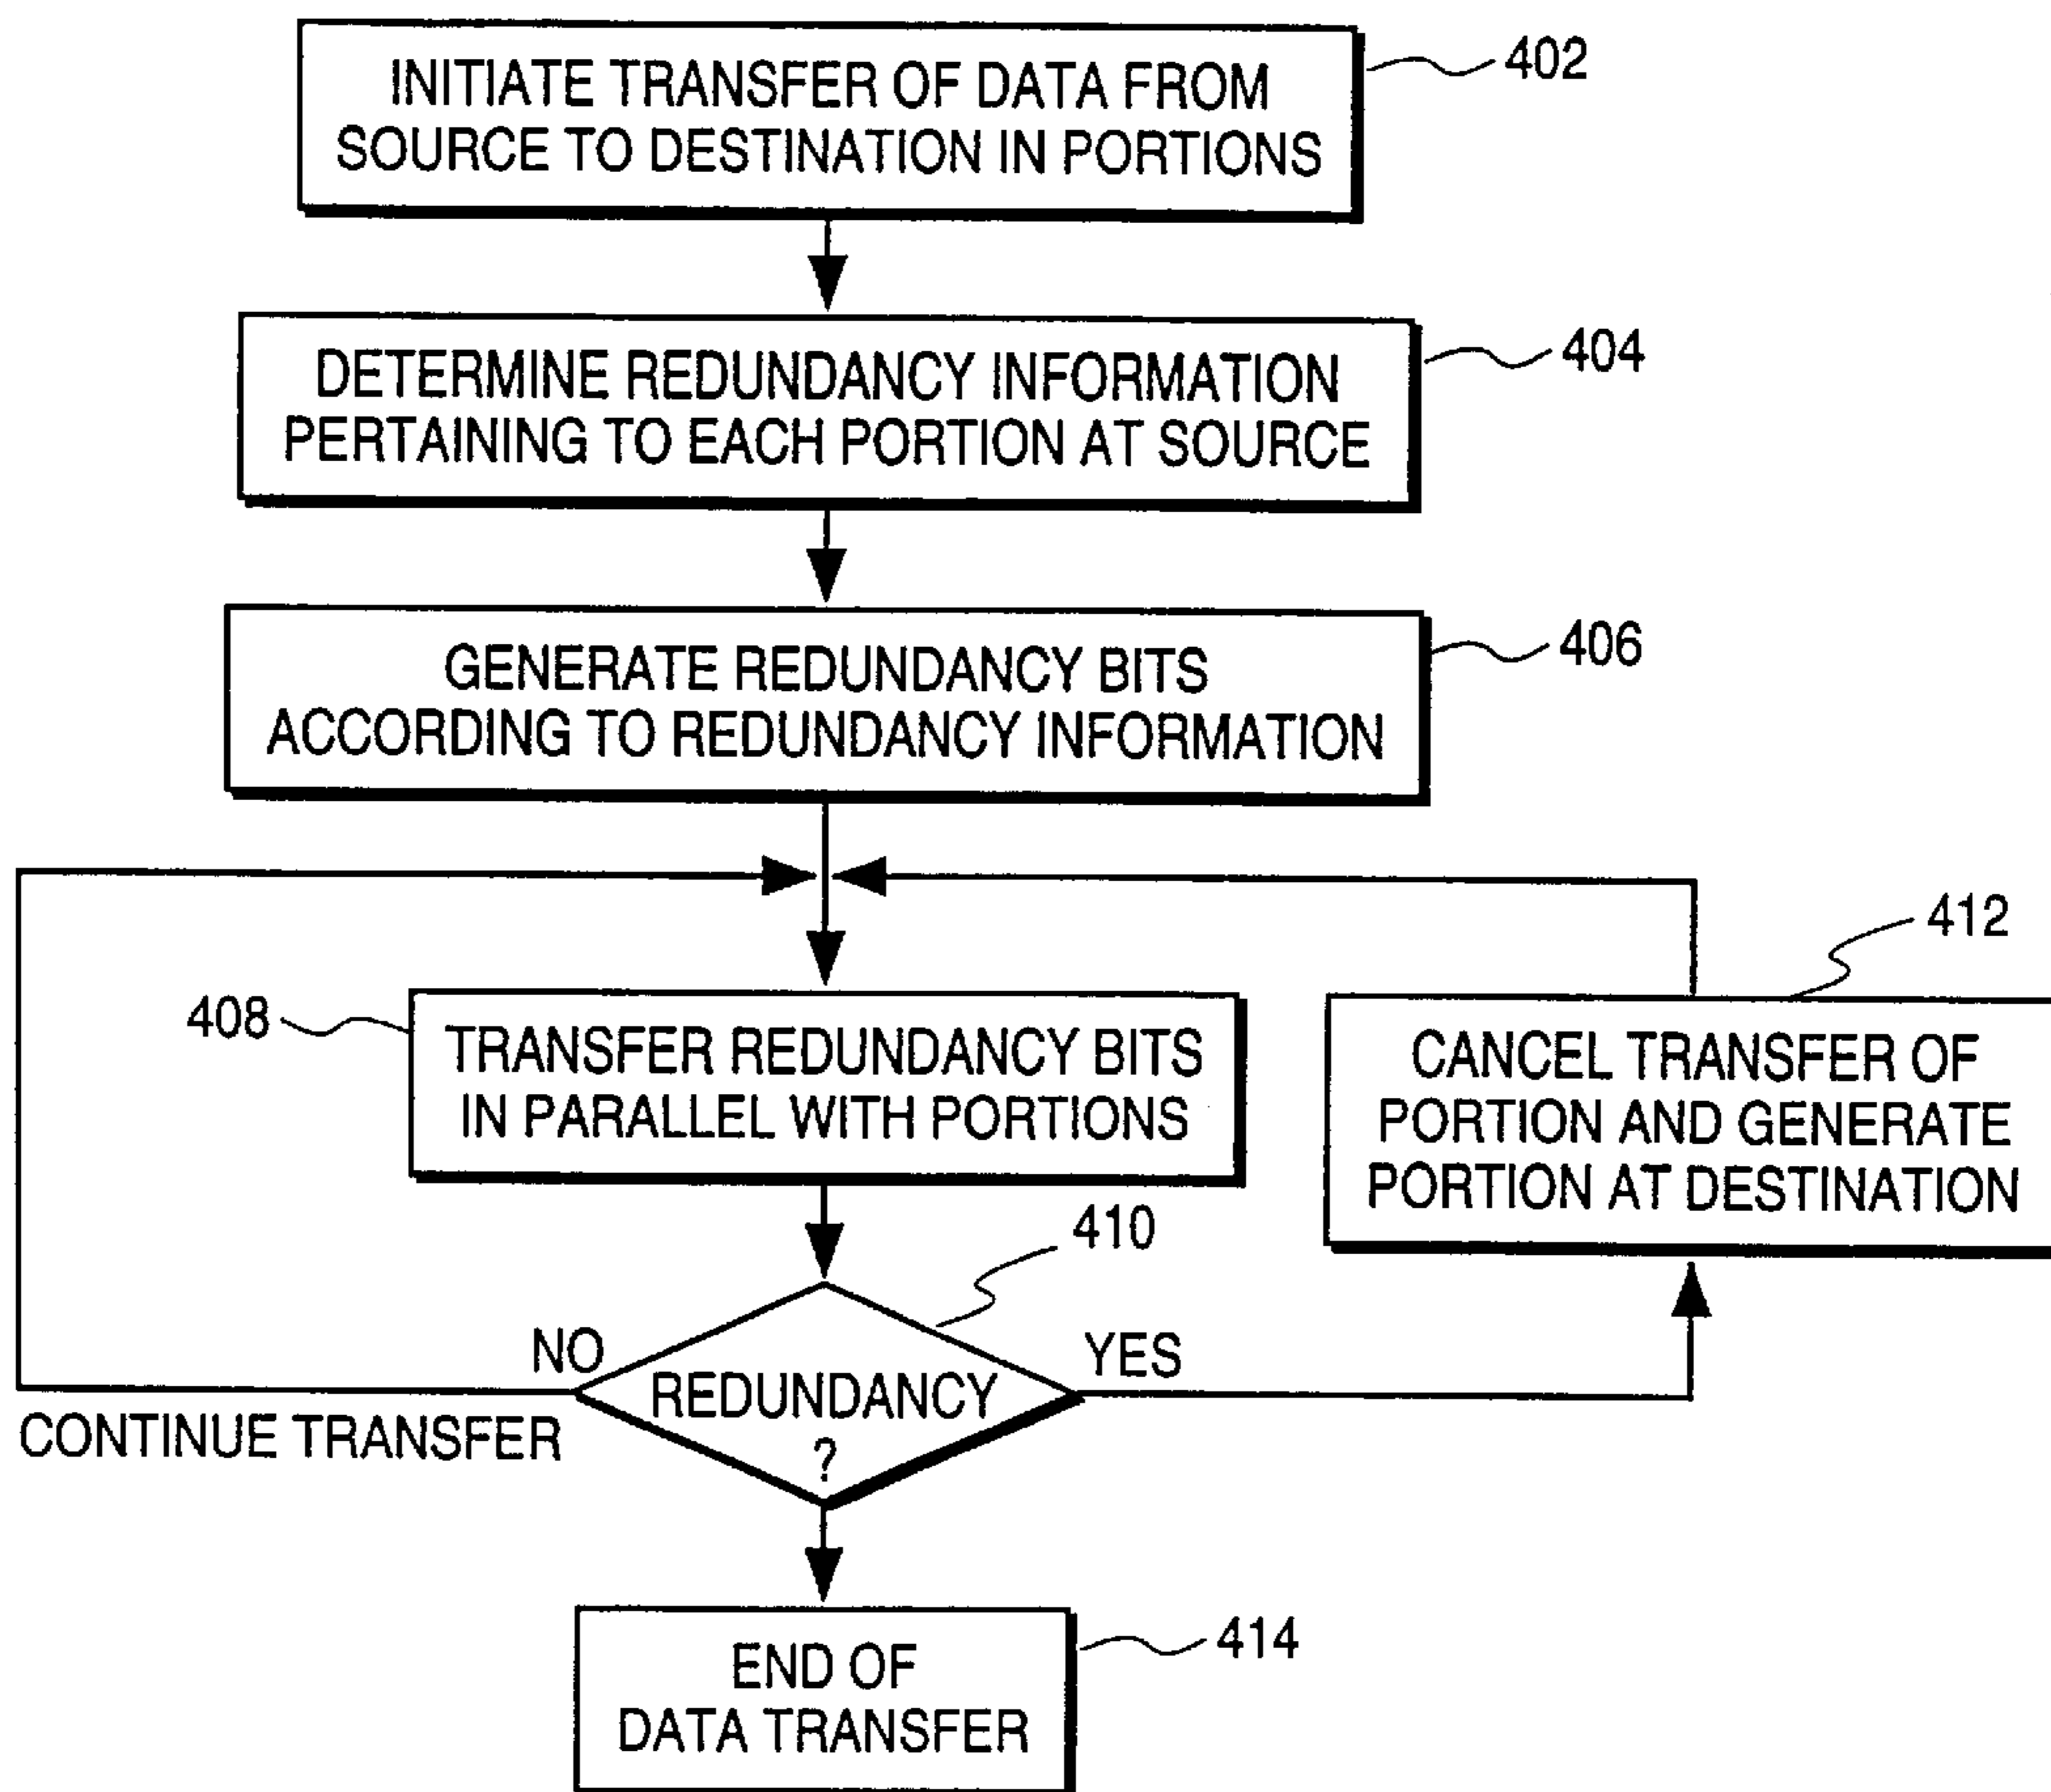 INITIATE TRANSFER OF DATA FROM
SOURCE TO DESTINATION IN PORTIONS
402
DETERMINE REDUNDANCY INFORMATION
PERTAINING TO EACH PORTION AT SOURCE
404
GENERATE REDUNDANCY BITS
ACCORDING TO REDUNDANCY INFORMATION
406
408
TRANSFER REDUNDANCY BITS
IN PARALLEL WITH PORTIONS
412
CANCEL TRANSFER OF
PORTION AND GENERATE
PORTION AT DESTINATION
410
NO
YES
REDUNDANCY
?
CONTINUE TRANSFER
END OF
DATA TRANSFER
414